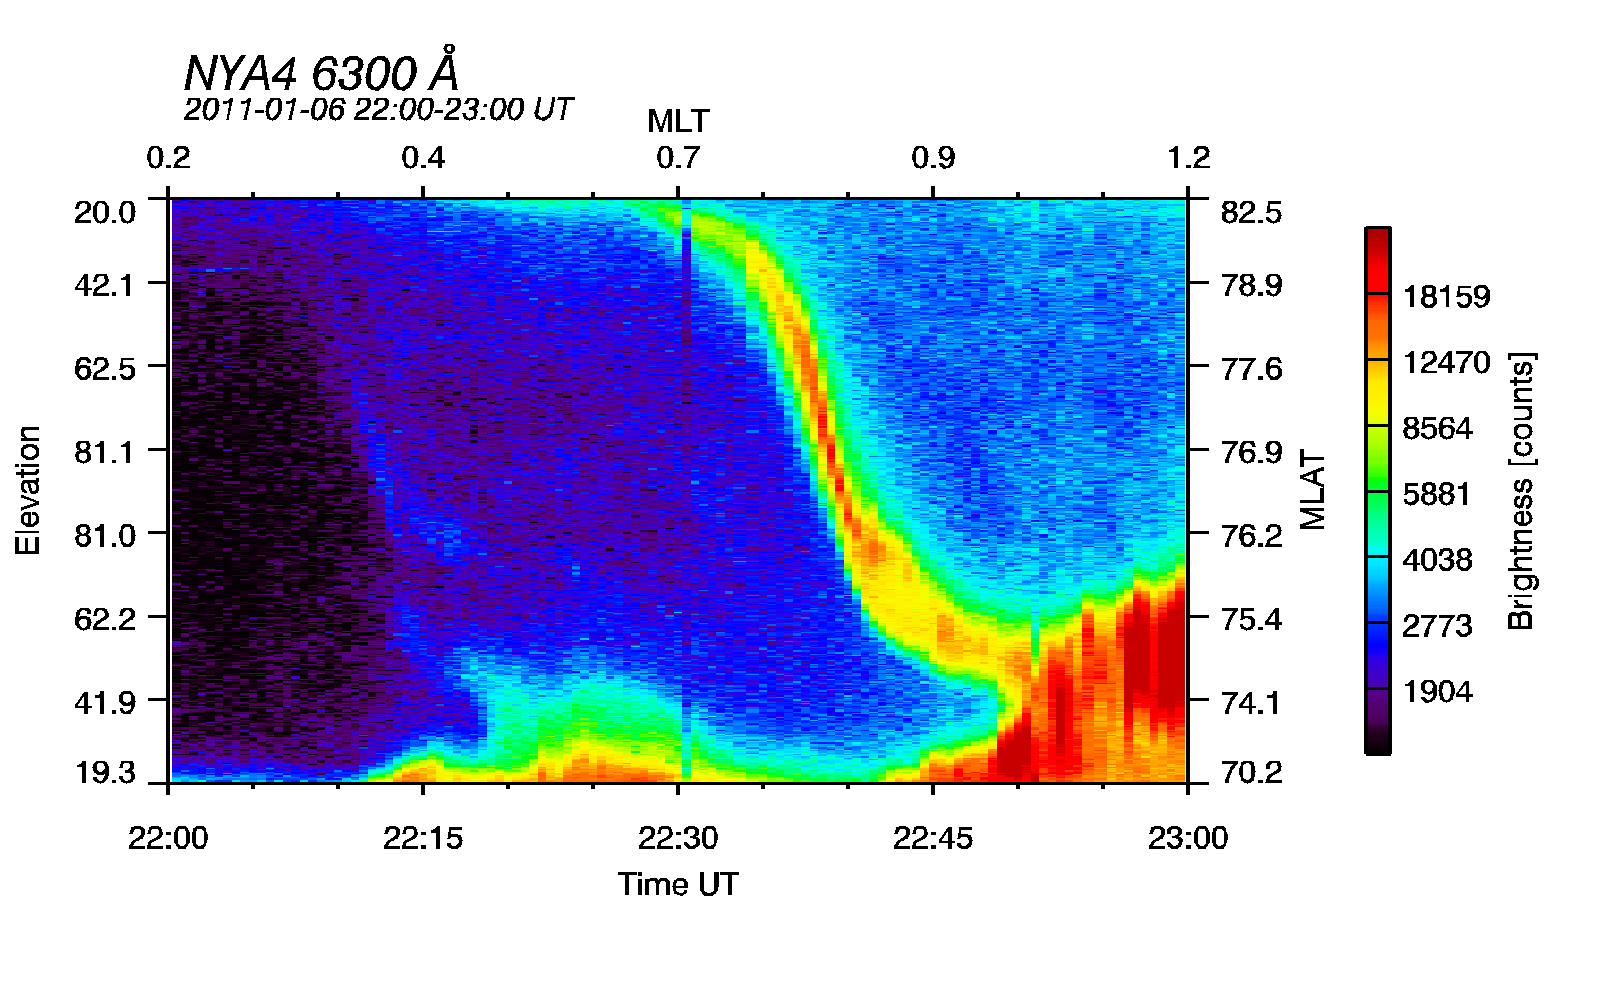 NYA4 6300 Å
2011-01-06 22:00-23:00 UT
MLT
0.2 0.4 0.7 0.9 1.2
20.0
42.1
62.5
81.1
81.0
62.2
41.9
19.3
Elevation
82.5
78.9
77.6
76.9
76.2
75.4
74.1
70.2
MLAT
18159
12470
8564
5881
4038
2773
1904
Brightness [counts]
22:00 22:15 22:30 22:45 23:00
Time UT